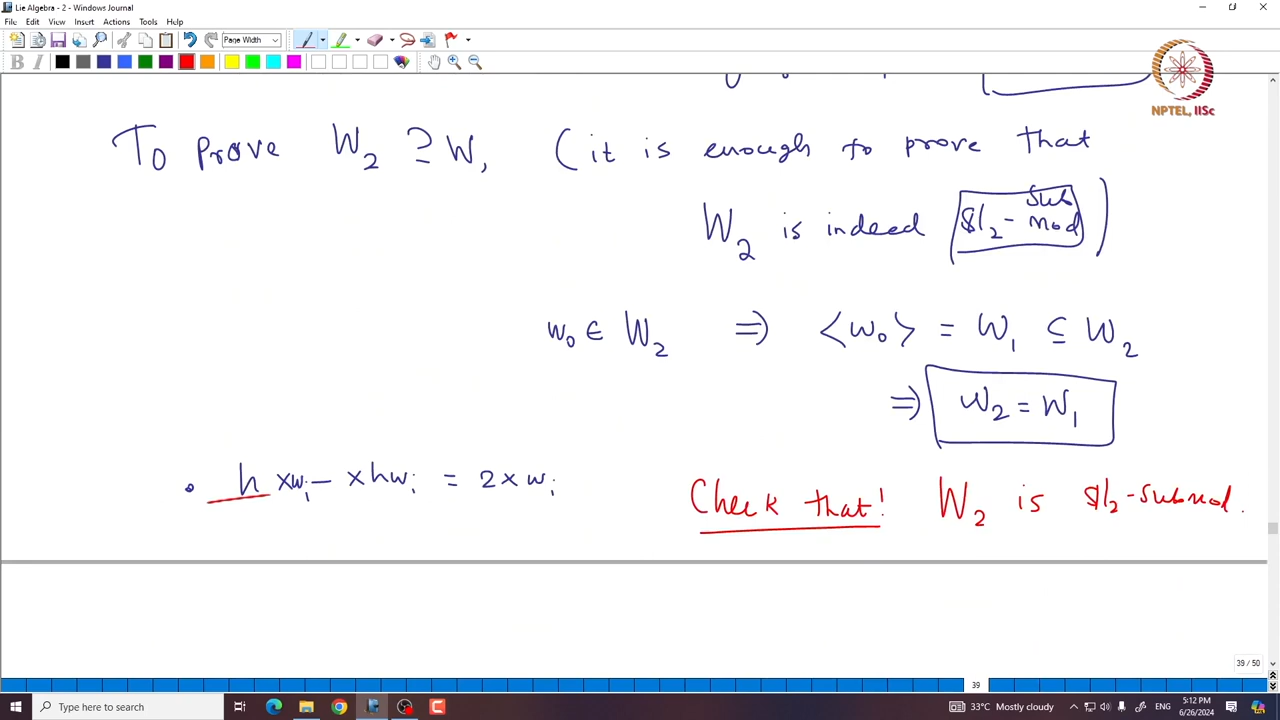 Lie Algebra - 2 - Windows Journal
File Edit View Insert Actions Tools Help
Page Width
B I
NPTEL, IISc
To prove W₂ ⊇ W₁ (it is enough to prove that
W₂ is indeed sl₂- sub mod)
w₀ ∈ W₂ ⇒ <w₀> = W₁ ⊆ W₂
⇒ W₂ = W₁
• h xwᵢ - xhwᵢ = 2xwᵢ
Check that! W₂ is sl₂-submod.
39 / 50
39
Type here to search
33°C Mostly cloudy
5:12 PM
6/26/2024